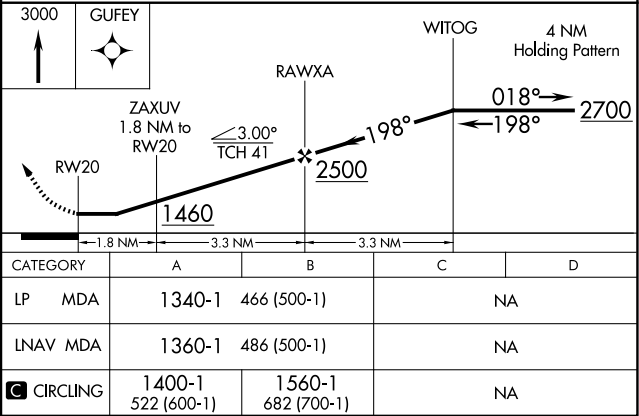 3000 GUFEY
WITOG
4 NM
Holding Pattern
RAWXA
018°
2700
198°
ZAXUV
1.8 NM to
RW20
3.00°
TCH 41
198°
RW20
2500
1460
1.8 NM 3.3 NM 3.3 NM
CATEGORY A B C D
LP MDA 1340-1 466 (500-1) NA
LNAV MDA 1360-1 486 (500-1) NA
C CIRCLING 1400-1 1560-1 NA
522 (600-1) 682 (700-1)